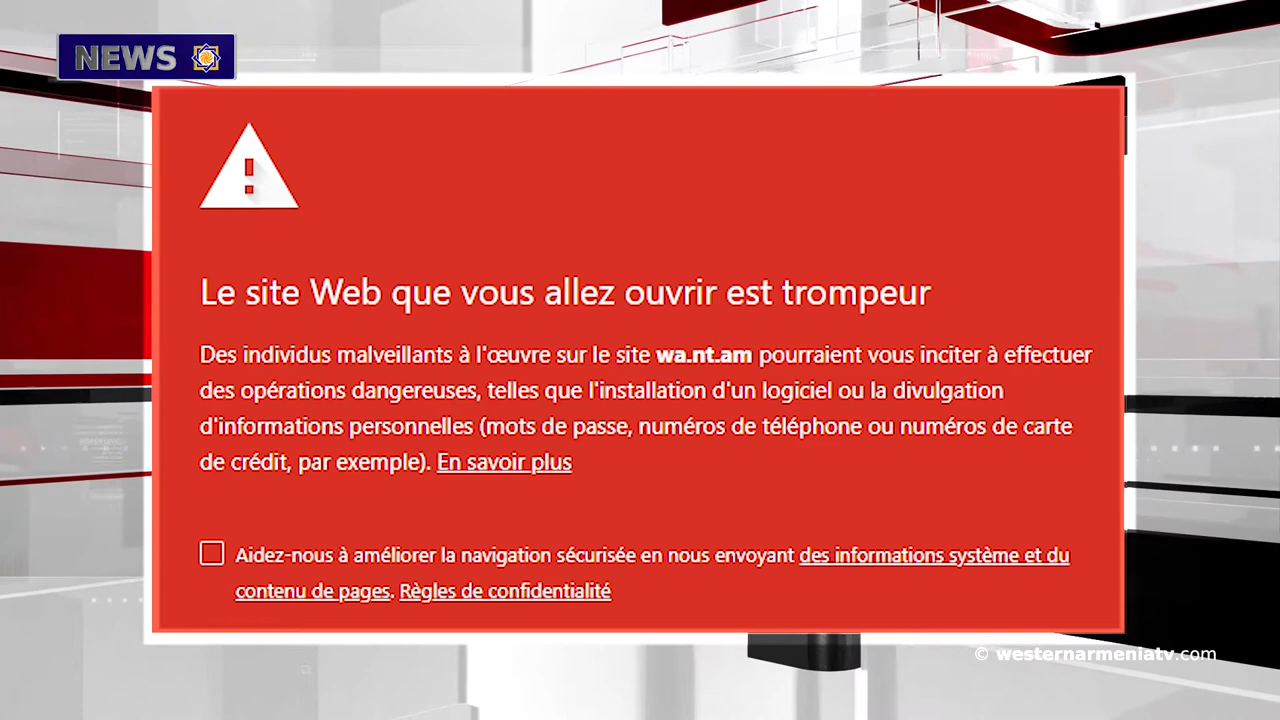 NEWS
Le site Web que vous allez ouvrir est trompeur
Des individus malveillants à l'œuvre sur le site wa.nt.am pourraient vous inciter à effectuer
des opérations dangereuses, telles que l'installation d'un logiciel ou la divulgation
d'informations personnelles (mots de passe, numéros de téléphone ou numéros de carte
de crédit, par exemple). En savoir plus
Aidez-nous à améliorer la navigation sécurisée en nous envoyant des informations système et du
contenu de pages. Règles de confidentialité
© westernarmeniatv.com